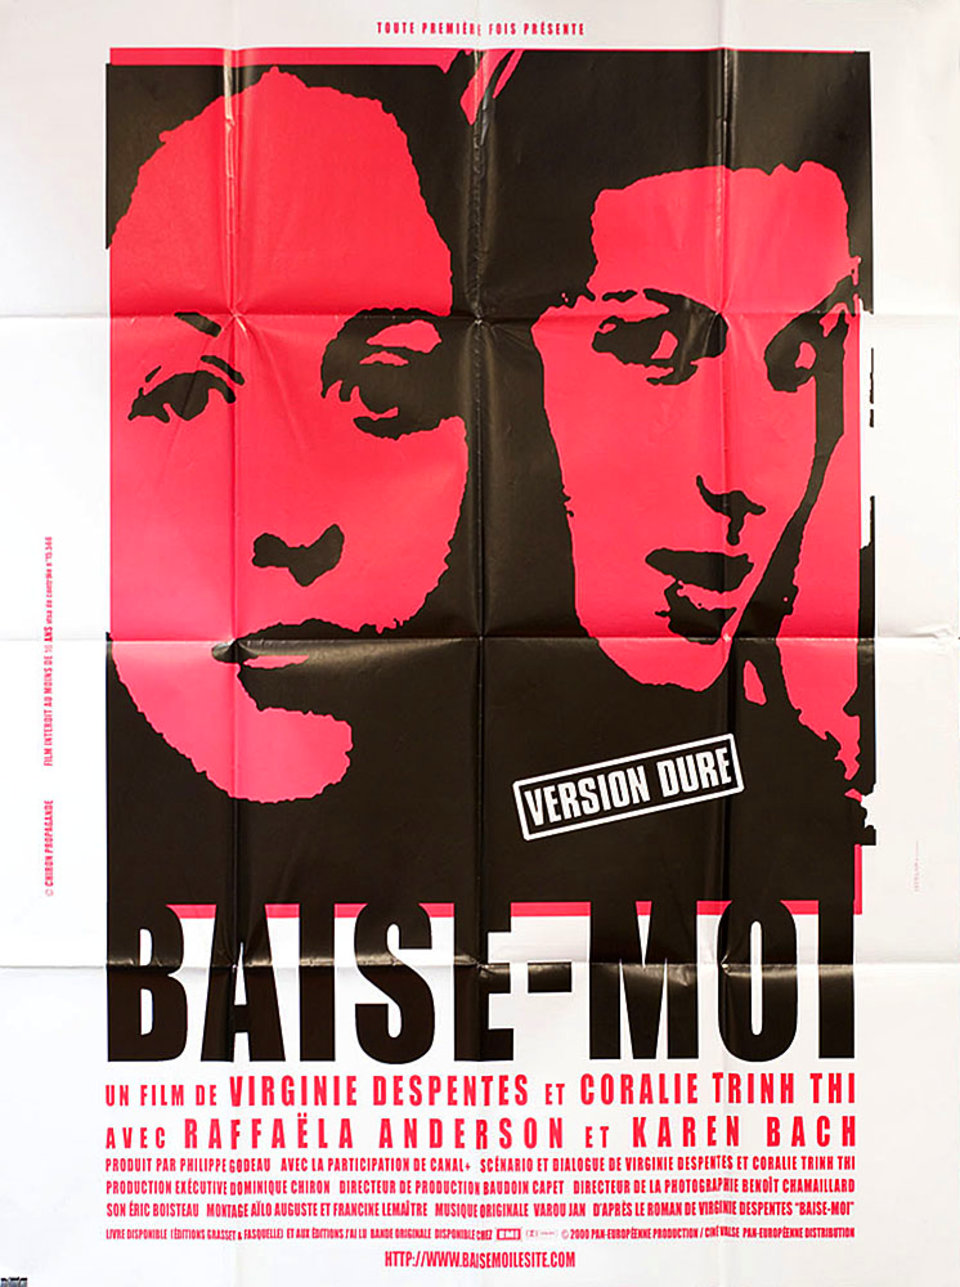 TOUTE PREMIÈRE FOIS PRÉSENTE
VERSION DURE
BAISE-MOI
UN FILM DE VIRGINIE DESPENTES ET CORALIE TRINH THI
AVEC RAFFAËLA ANDERSON ET KAREN BACH
PRODUIT PAR PHILIPPE GODEAU AVEC LA PARTICIPATION DE CANAL+ SCÉNARIO ET DIALOGUE DE VIRGINIE DESPENTES ET CORALIE TRINH THI
PRODUCTION EXÉCUTIVE DOMINIQUE CHIRON DIRECTEUR DE PRODUCTION BAUDOIN CAPET DIRECTEUR DE LA PHOTOGRAPHIE BENOÎT CHAMAILLARD
SON ÉRIC BOISTEAU MONTAGE AÏLO AUGUSTE ET FRANCINE LEMAÎTRE MUSIQUE ORIGINALE VAROU JAN D'APRÈS LE ROMAN DE VIRGINIE DESPENTES "BAISE-MOI"
LIVRE DISPONIBLE (ÉDITIONS GRASSET & FASQUELLE) ET AUX ÉDITIONS J'AI LU BANDE ORIGINALE DISPONIBLE CHEZ EMI © 2000 PAN-EUROPÉENNE PRODUCTION / CINÉ VALSE PAN-EUROPÉENNE DISTRIBUTION
HTTP://WWW.BAISEMOILESITE.COM
© CHIRON PROPAGANDE FILM INTERDIT AU MOINS DE 16 ANS visa de contrôle n°